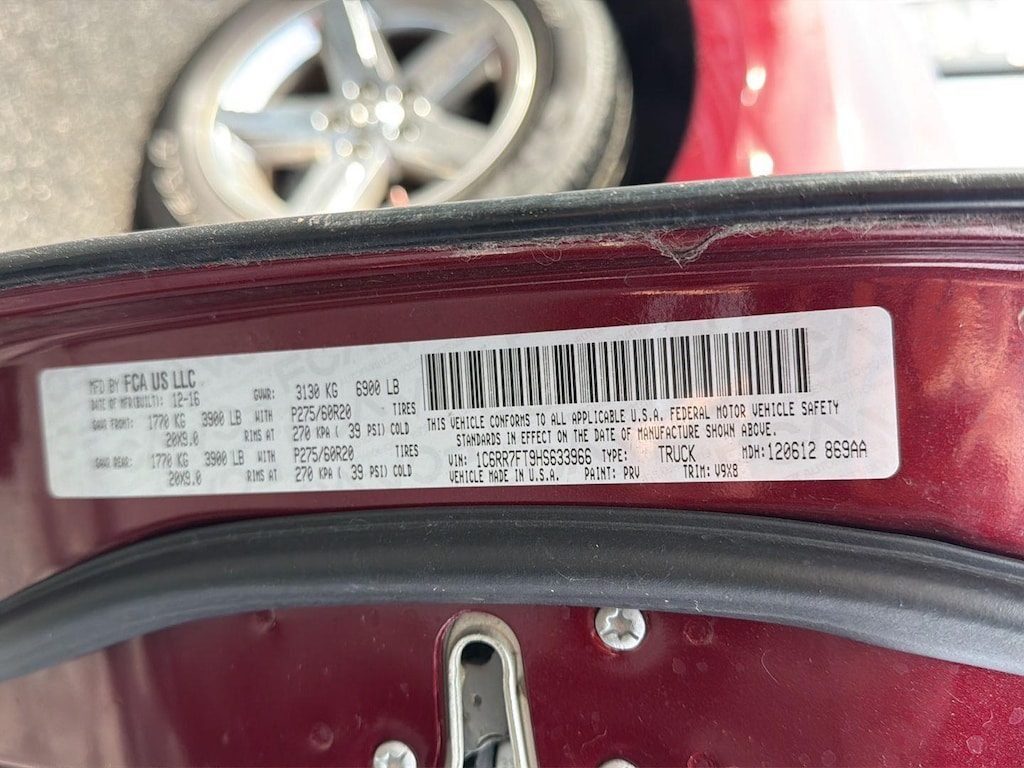 MFD BY FCA US LLC
DATE OF MFR(BUILT): 12-16 GVWR: 3130 KG 6900 LB
GAWR FRONT: 1770 KG 3900 LB WITH P275/60R20 TIRES
20X9.0 RIMS AT 270 KPA ( 39 PSI) COLD
GAWR REAR: 1770 KG 3900 LB WITH P275/60R20 TIRES
20X9.0 RIMS AT 270 KPA ( 39 PSI) COLD
THIS VEHICLE CONFORMS TO ALL APPLICABLE U.S.A. FEDERAL MOTOR VEHICLE SAFETY
STANDARDS IN EFFECT ON THE DATE OF MANUFACTURE SHOWN ABOVE.
VIN: 1C6RR7FT9HS633966 TYPE: TRUCK MDH: 120612 869AA
VEHICLE MADE IN U.S.A. PAINT: PRV TRIM: V9X8